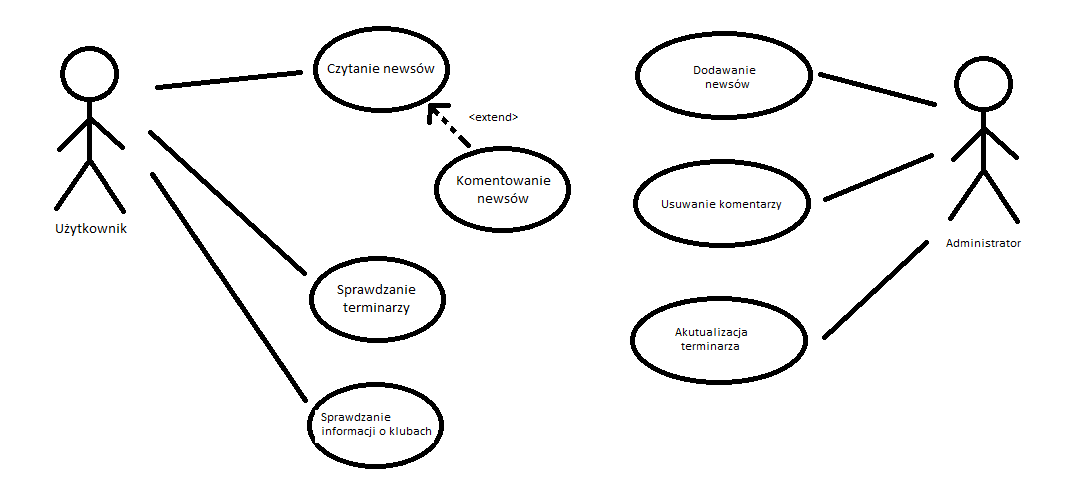 Czytanie newsów
<extend>
Komentowanie
newsów
Użytkownik
Sprawdzanie
terminarzy
Sprawdzanie
informacji o klubach
Dodawanie
newsów
Usuwanie komentarzy
Administrator
Akutualizacja
terminarza